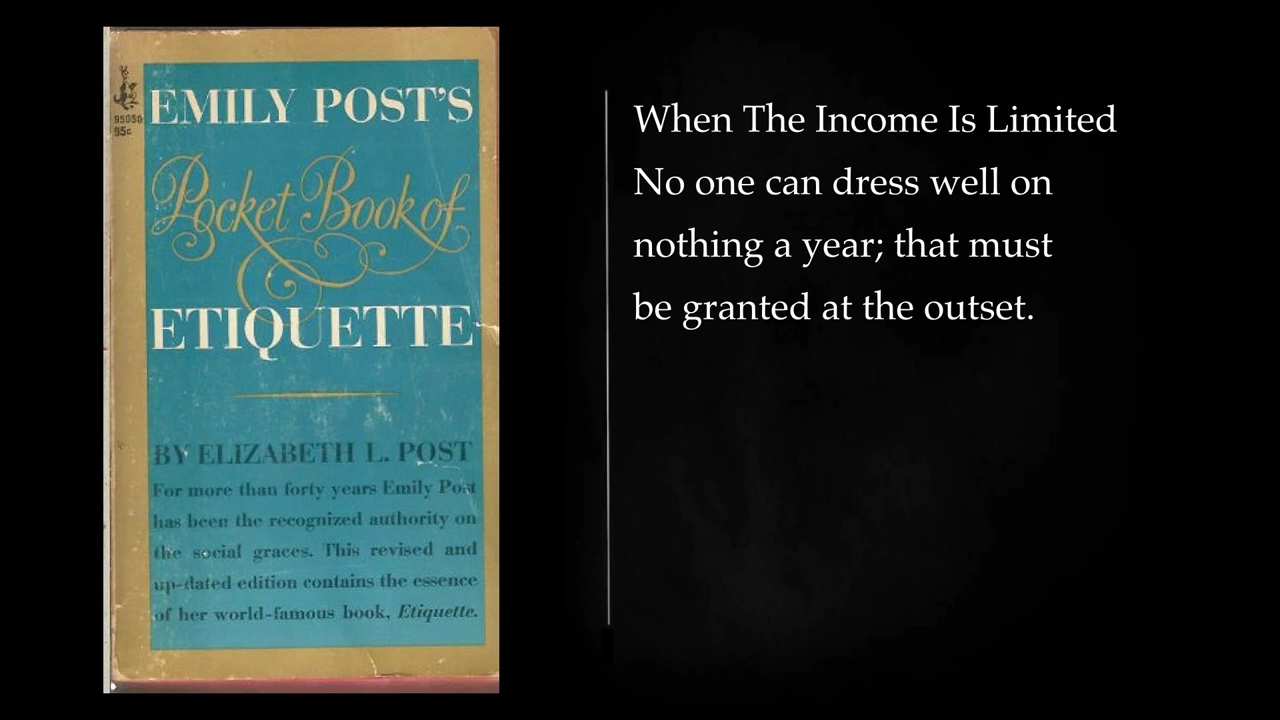 EMILY POST'S
Pocket Book of
ETIQUETTE
95050
95c
BY ELIZABETH L. POST
For more than forty years Emily Post
has been the recognized authority on
the social graces. This revised and
up-dated edition contains the essence
of her world-famous book, Etiquette.
When The Income Is Limited
No one can dress well on
nothing a year; that must
be granted at the outset.